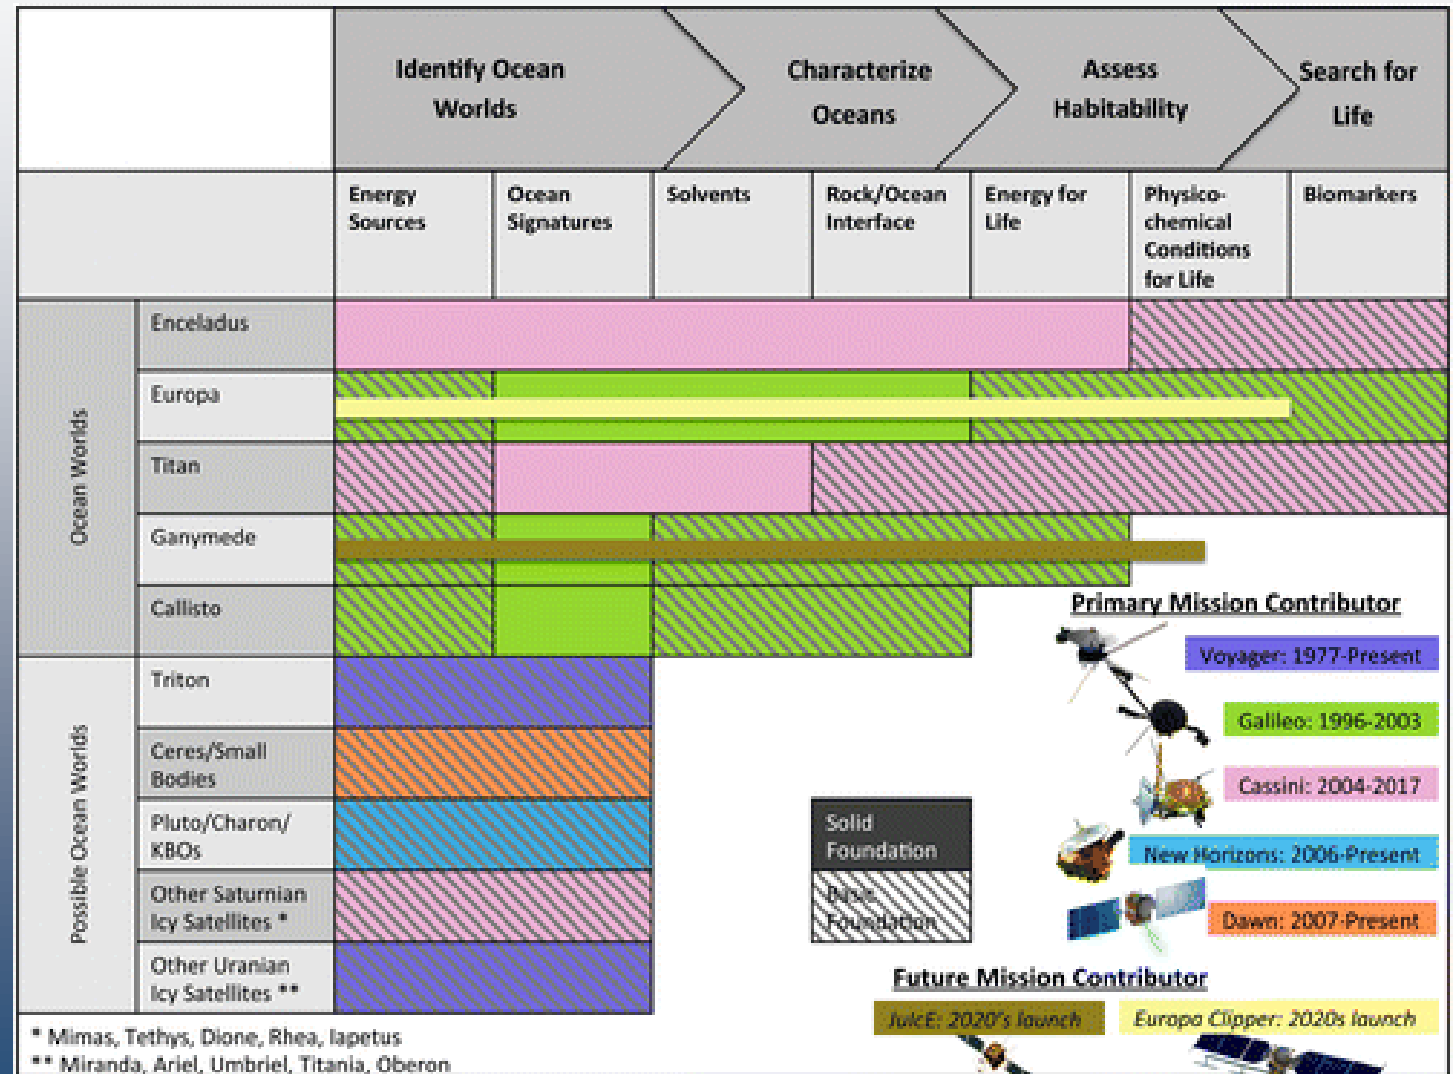 Identify Ocean
Worlds
Characterize
Oceans
Assess
Habitability
Search for
Life
Energy
Sources
Ocean
Signatures
Solvents
Rock/Ocean
Interface
Energy for
Life
Physico-
chemical
Conditions
for Life
Biomarkers
Ocean Worlds
Enceladus
Europa
Titan
Ganymede
Callisto
Possible Ocean Worlds
Triton
Ceres/Small
Bodies
Pluto/Charon/
KBOs
Other Saturnian
Icy Satellites *
Other Uranian
Icy Satellites **
Solid
Foundation
Basic
Foundation
Primary Mission Contributor
Voyager: 1977-Present
Galileo: 1996-2003
Cassini: 2004-2017
New Horizons: 2006-Present
Dawn: 2007-Present
Future Mission Contributor
JuIcE: 2020's launch
Europa Clipper: 2020s launch
* Mimas, Tethys, Dione, Rhea, Iapetus
** Miranda, Ariel, Umbriel, Titania, Oberon